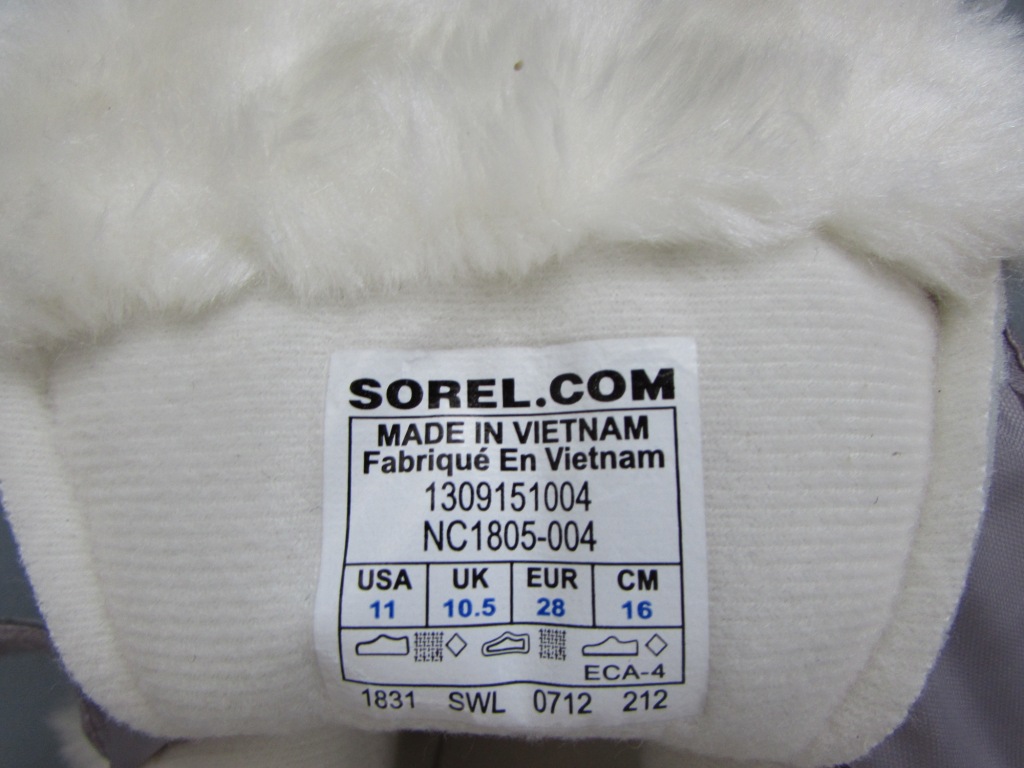 SOREL.COM
MADE IN VIETNAM
Fabriqué En Vietnam
1309151004
NC1805-004
USA UK EUR CM
11 10.5 28 16
ECA-4
1831 SWL 0712 212